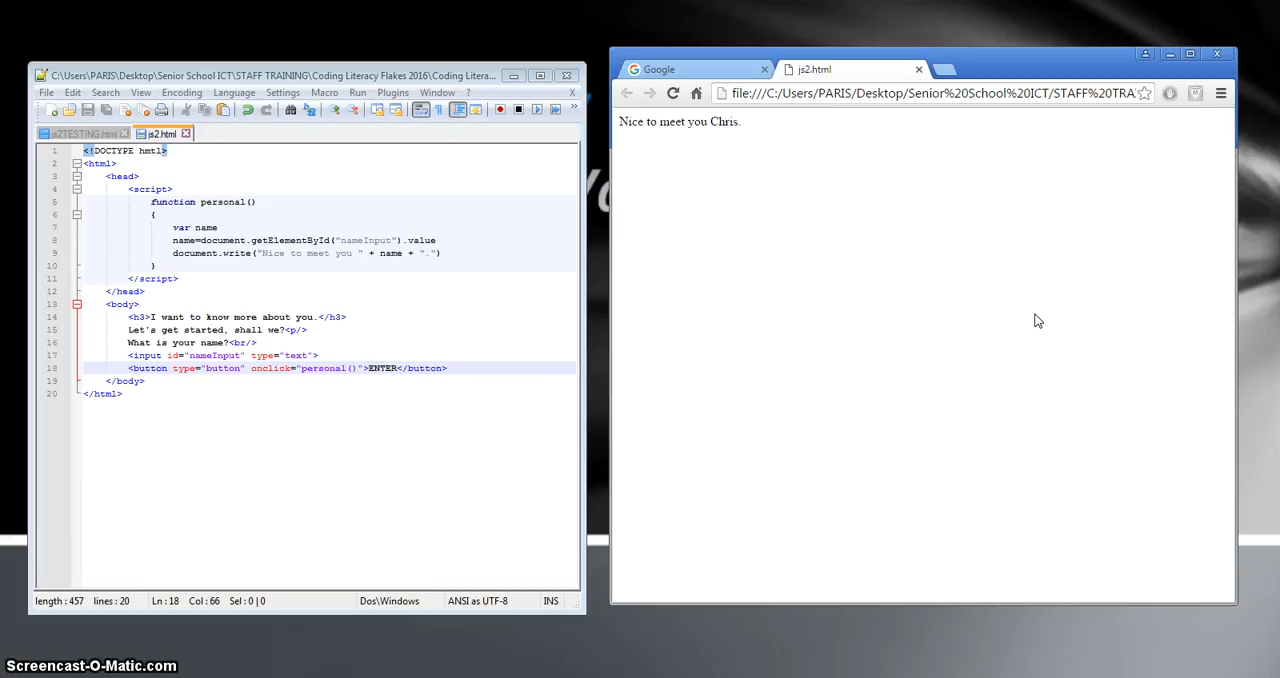 C:\Users\PARIS\Desktop\Senior School ICT\STAFF TRAINING\Coding Literacy Flakes 2016\Coding Litera...
File Edit Search View Encoding Language Settings Macro Run Plugins Window ? X
js2TESTING.html js2.html
1 <!DOCTYPE hmtl>
2 <html>
3 <head>
4 <script>
5 function personal()
6 {
7 var name
8 name=document.getElementById("nameInput").value
9 document.write("Nice to meet you " + name + ".")
10 }
11 </script>
12 </head>
13 <body>
14 <h3>I want to know more about you.</h3>
15 Let's get started, shall we?<p/>
16 What is your name?<br/>
17 <input id="nameInput" type="text">
18 <button type="button" onclick="personal()">ENTER</button>
19 </body>
20 </html>
length : 457 lines : 20 Ln : 18 Col : 66 Sel : 0 | 0 Dos\Windows ANSI as UTF-8 INS
Google js2.html
file:///C:/Users/PARIS/Desktop/Senior%20School%20ICT/STAFF%20TRA
Nice to meet you Chris.
Screencast-O-Matic.com